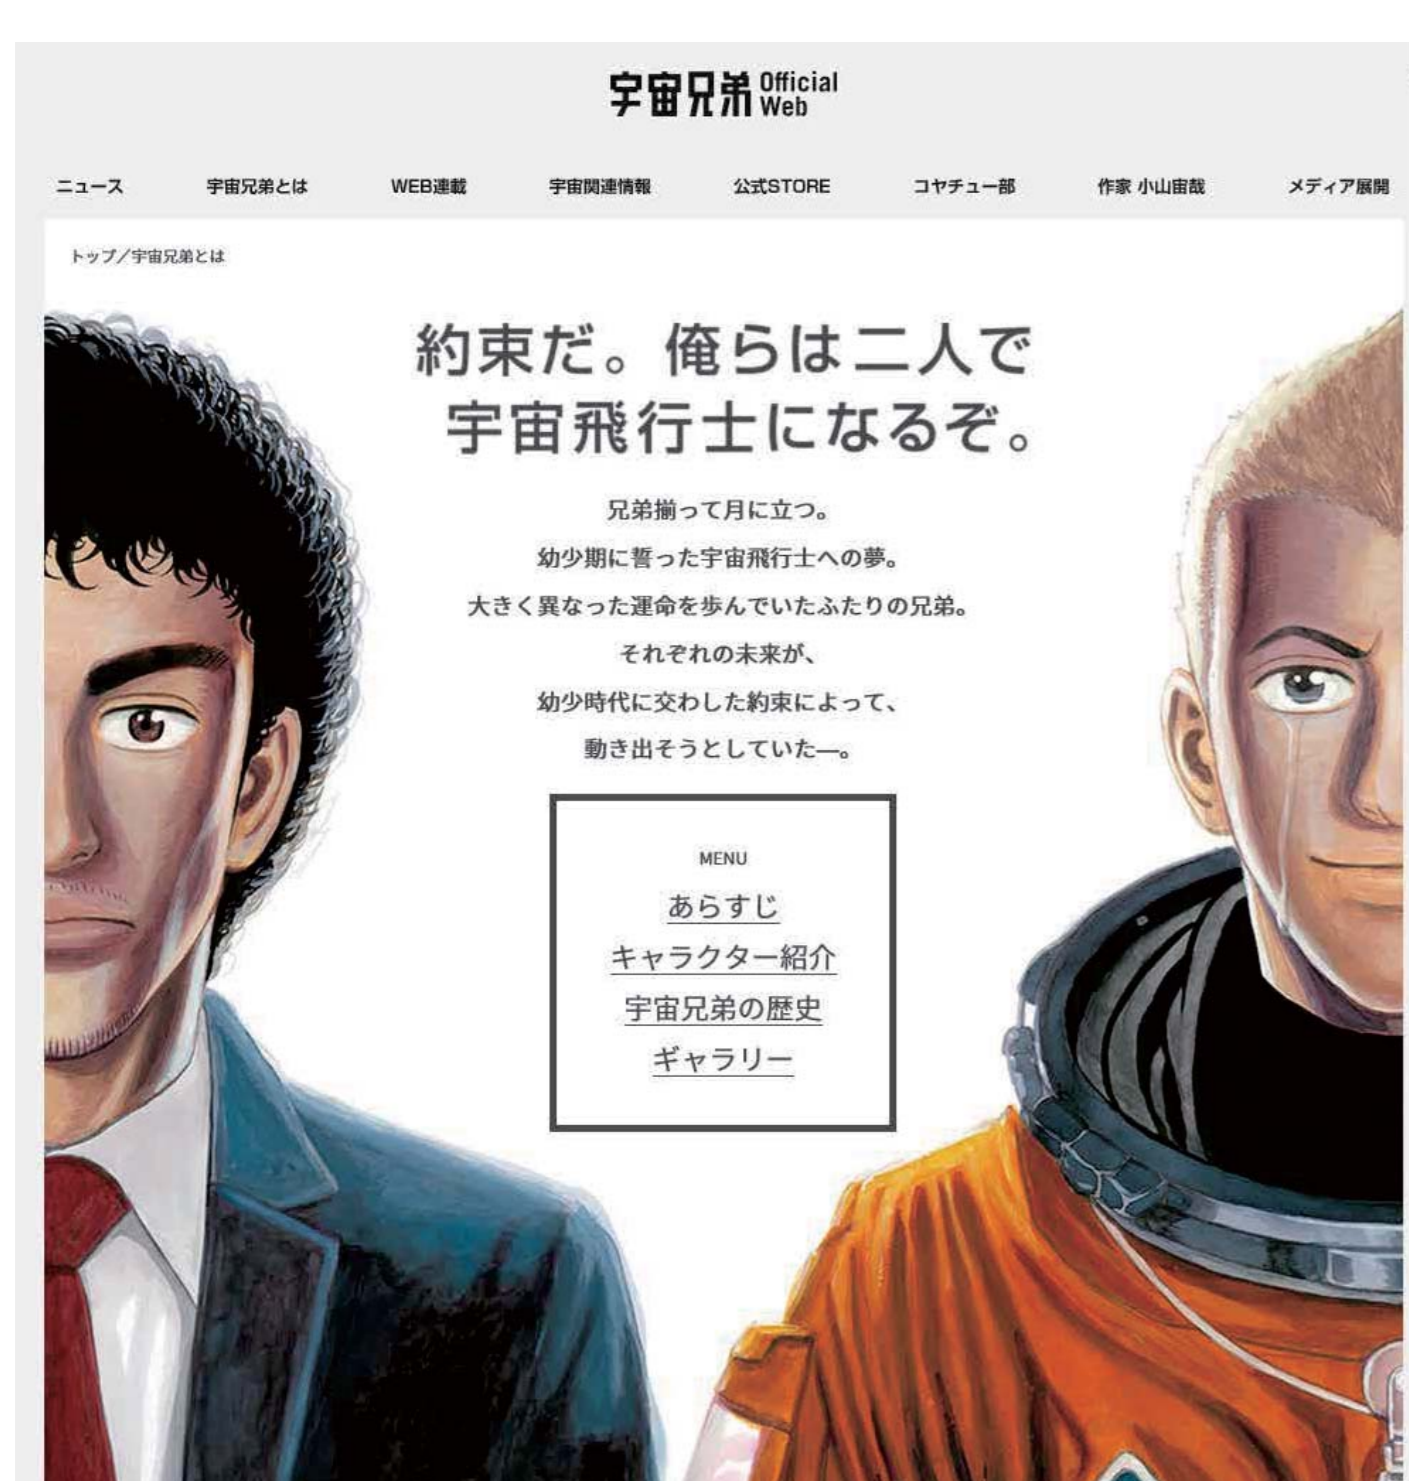 宇宙兄弟 Official Web
ニュース 宇宙兄弟とは WEB連載 宇宙関連情報 公式STORE コヤチュー部 作家 小山宙哉 メディア展開
トップ／宇宙兄弟とは
約束だ。俺らは二人で
宇宙飛行士になるぞ。
兄弟揃って月に立つ。
幼少期に誓った宇宙飛行士への夢。
大きく異なった運命を歩んでいたふたりの兄弟。
それぞれの未来が、
幼少時代に交わした約束によって、
動き出そうとしていた―。
MENU
あらすじ
キャラクター紹介
宇宙兄弟の歴史
ギャラリー